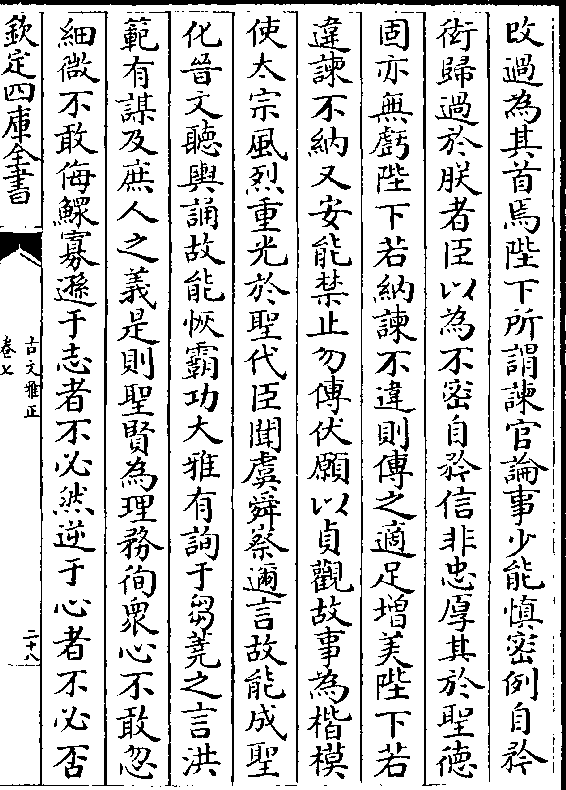 改過為其首焉陛下所謂諫官論事少能慎密例自矜
衒歸過於朕者臣以為不密自矜信非忠厚其於聖德
固亦無虧陛下若納諫不違則傳之適足增美陛下若
違諫不納又安能禁止勿傳伏願以貞觀故事為楷模
使太宗風烈重光於聖代臣聞虞舜察邇言故能成聖
化晉文聽輿誦故能恢霸功大雅有詢于芻蕘之言洪
範有謀及庶人之義是則聖賢為理務徇衆心不敢忽
細微不敢侮鰥寡遜于志者不必然逆于心者不必否
欽定四庫全書
古文雅正
卷七
二十八